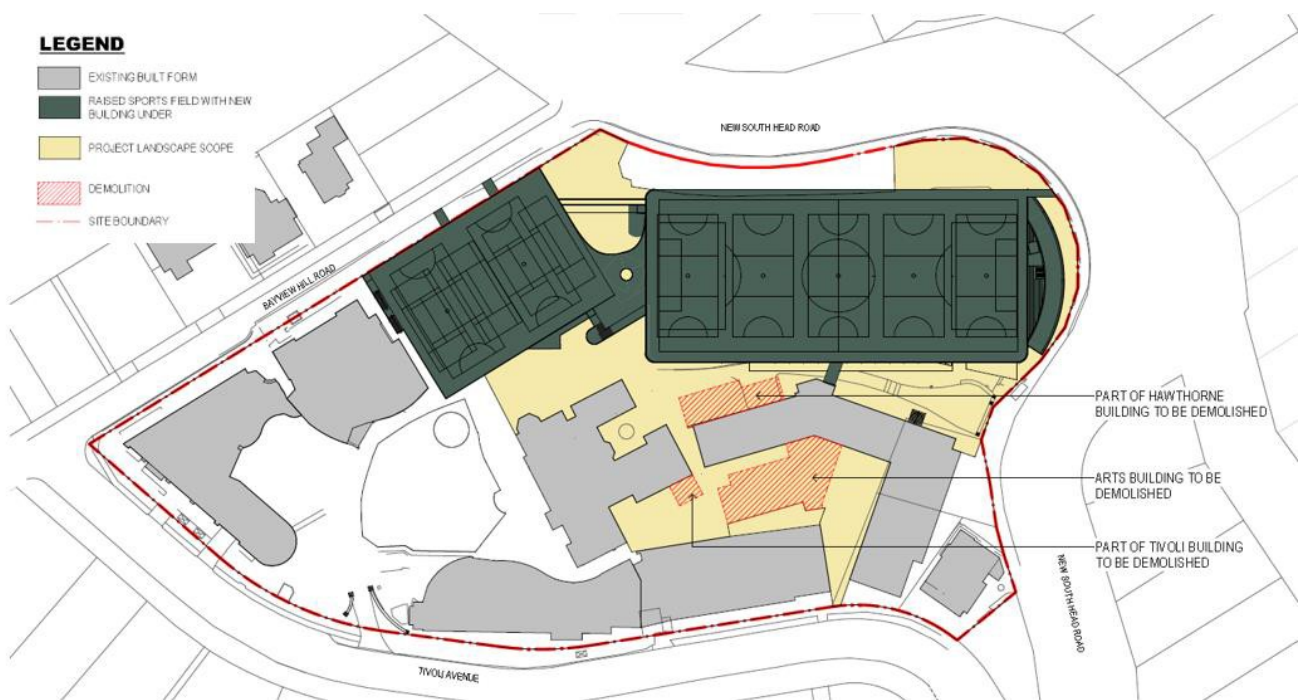 LEGEND
EXISTING BUILT FORM
RAISED SPORTS FIELD WITH NEW
BUILDING UNDER
PROJECT LANDSCAPE SCOPE
DEMOLITION
SITE BOUNDARY
NEW SOUTH HEAD ROAD
BAYVIEW HILL ROAD
PART OF HAWTHORNE
BUILDING TO BE DEMOLISHED
ARTS BUILDING TO BE
DEMOLISHED
PART OF TIVOLI BUILDING
TO BE DEMOLISHED
NEW SOUTH HEAD ROAD
TIVOLI AVENUE